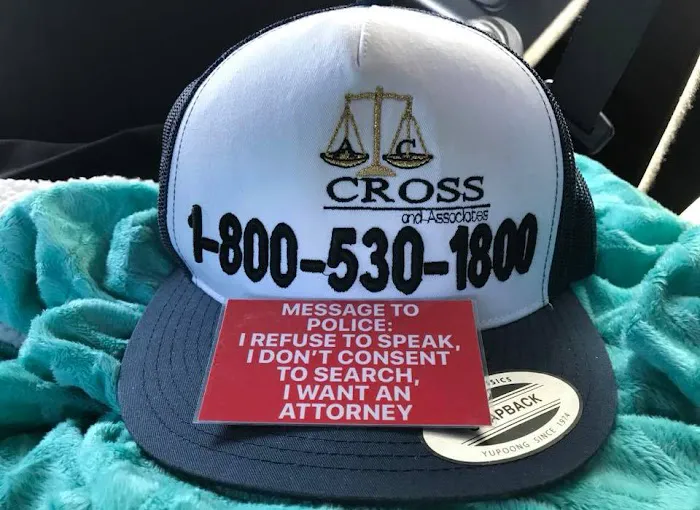 A C
CROSS
and Associates
1-800-530-1800
MESSAGE TO
POLICE:
I REFUSE TO SPEAK,
I DON'T CONSENT
TO SEARCH,
I WANT AN
ATTORNEY
YUPOONG SINCE 1974